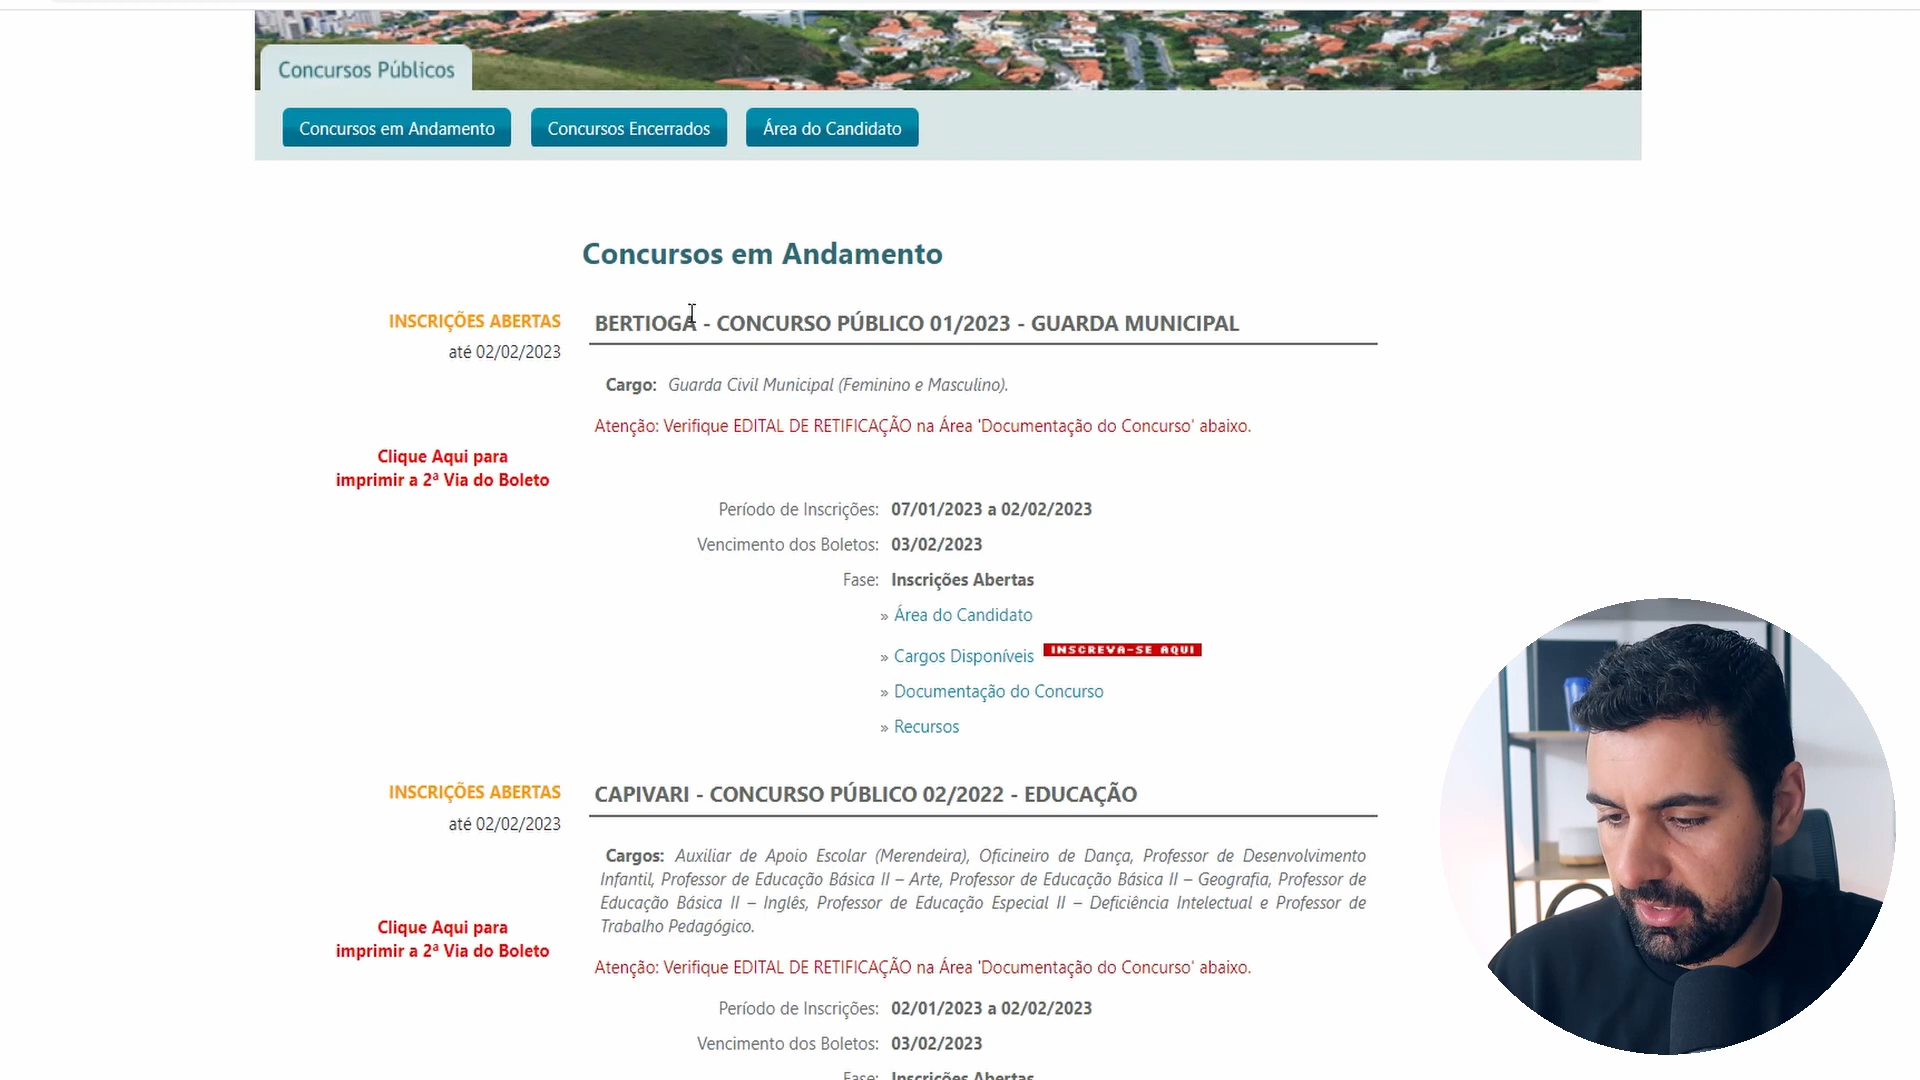 Concursos Públicos
Concursos em Andamento
Concursos Encerrados
Área do Candidato
Concursos em Andamento
INSCRIÇÕES ABERTAS
até 02/02/2023
BERTIOGA - CONCURSO PÚBLICO 01/2023 - GUARDA MUNICIPAL
Cargo: Guarda Civil Municipal (Feminino e Masculino).
Atenção: Verifique EDITAL DE RETIFICAÇÃO na Área 'Documentação do Concurso' abaixo.
Clique Aqui para
imprimir a 2ª Via do Boleto
Período de Inscrições: 07/01/2023 a 02/02/2023
Vencimento dos Boletos: 03/02/2023
Fase: Inscrições Abertas
» Área do Candidato
» Cargos Disponíveis INSCREVA-SE AQUI
» Documentação do Concurso
» Recursos
INSCRIÇÕES ABERTAS
até 02/02/2023
CAPIVARI - CONCURSO PÚBLICO 02/2022 - EDUCAÇÃO
Cargos: Auxiliar de Apoio Escolar (Merendeira), Oficineiro de Dança, Professor de Desenvolvimento
Infantil, Professor de Educação Básica II – Arte, Professor de Educação Básica II – Geografia, Professor de
Educação Básica II – Inglês, Professor de Educação Especial II – Deficiência Intelectual e Professor de
Trabalho Pedagógico.
Clique Aqui para
imprimir a 2ª Via do Boleto
Atenção: Verifique EDITAL DE RETIFICAÇÃO na Área 'Documentação do Concurso' abaixo.
Período de Inscrições: 02/01/2023 a 02/02/2023
Vencimento dos Boletos: 03/02/2023
Fase: Inscrições Abertas